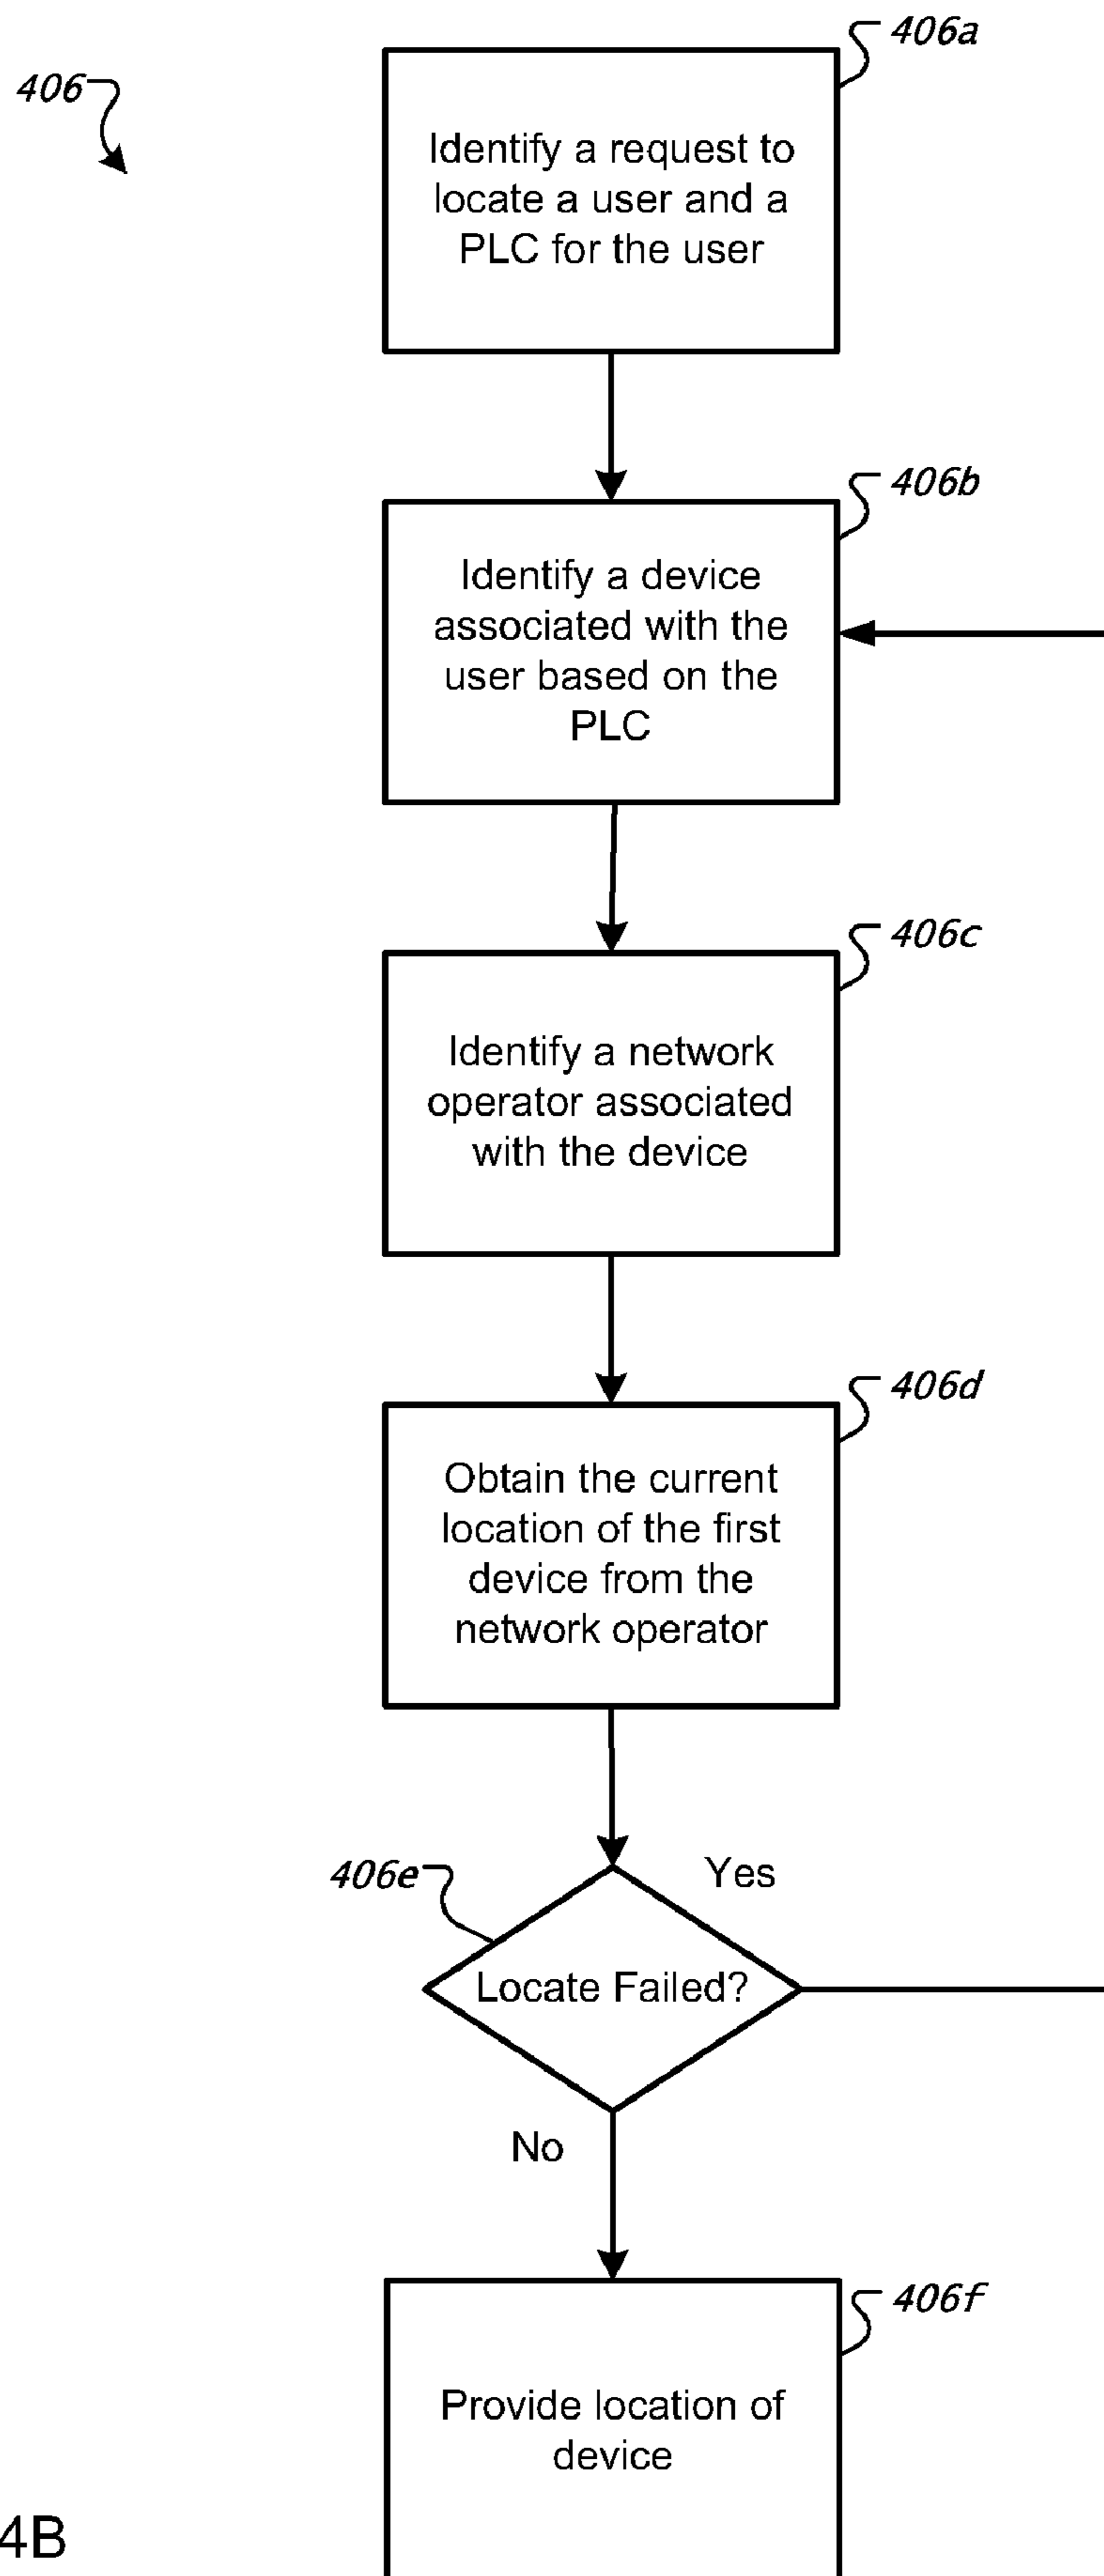 406a
406
Identify a request to
locate a user and a
PLC for the user
406b
Identify a device
associated with the
user based on the
PLC
406c
Identify a network
operator associated
with the device
406d
Obtain the current
location of the first
device from the
network operator
406e
Yes
Locate Failed?
No
406f
Provide location of
device
4B